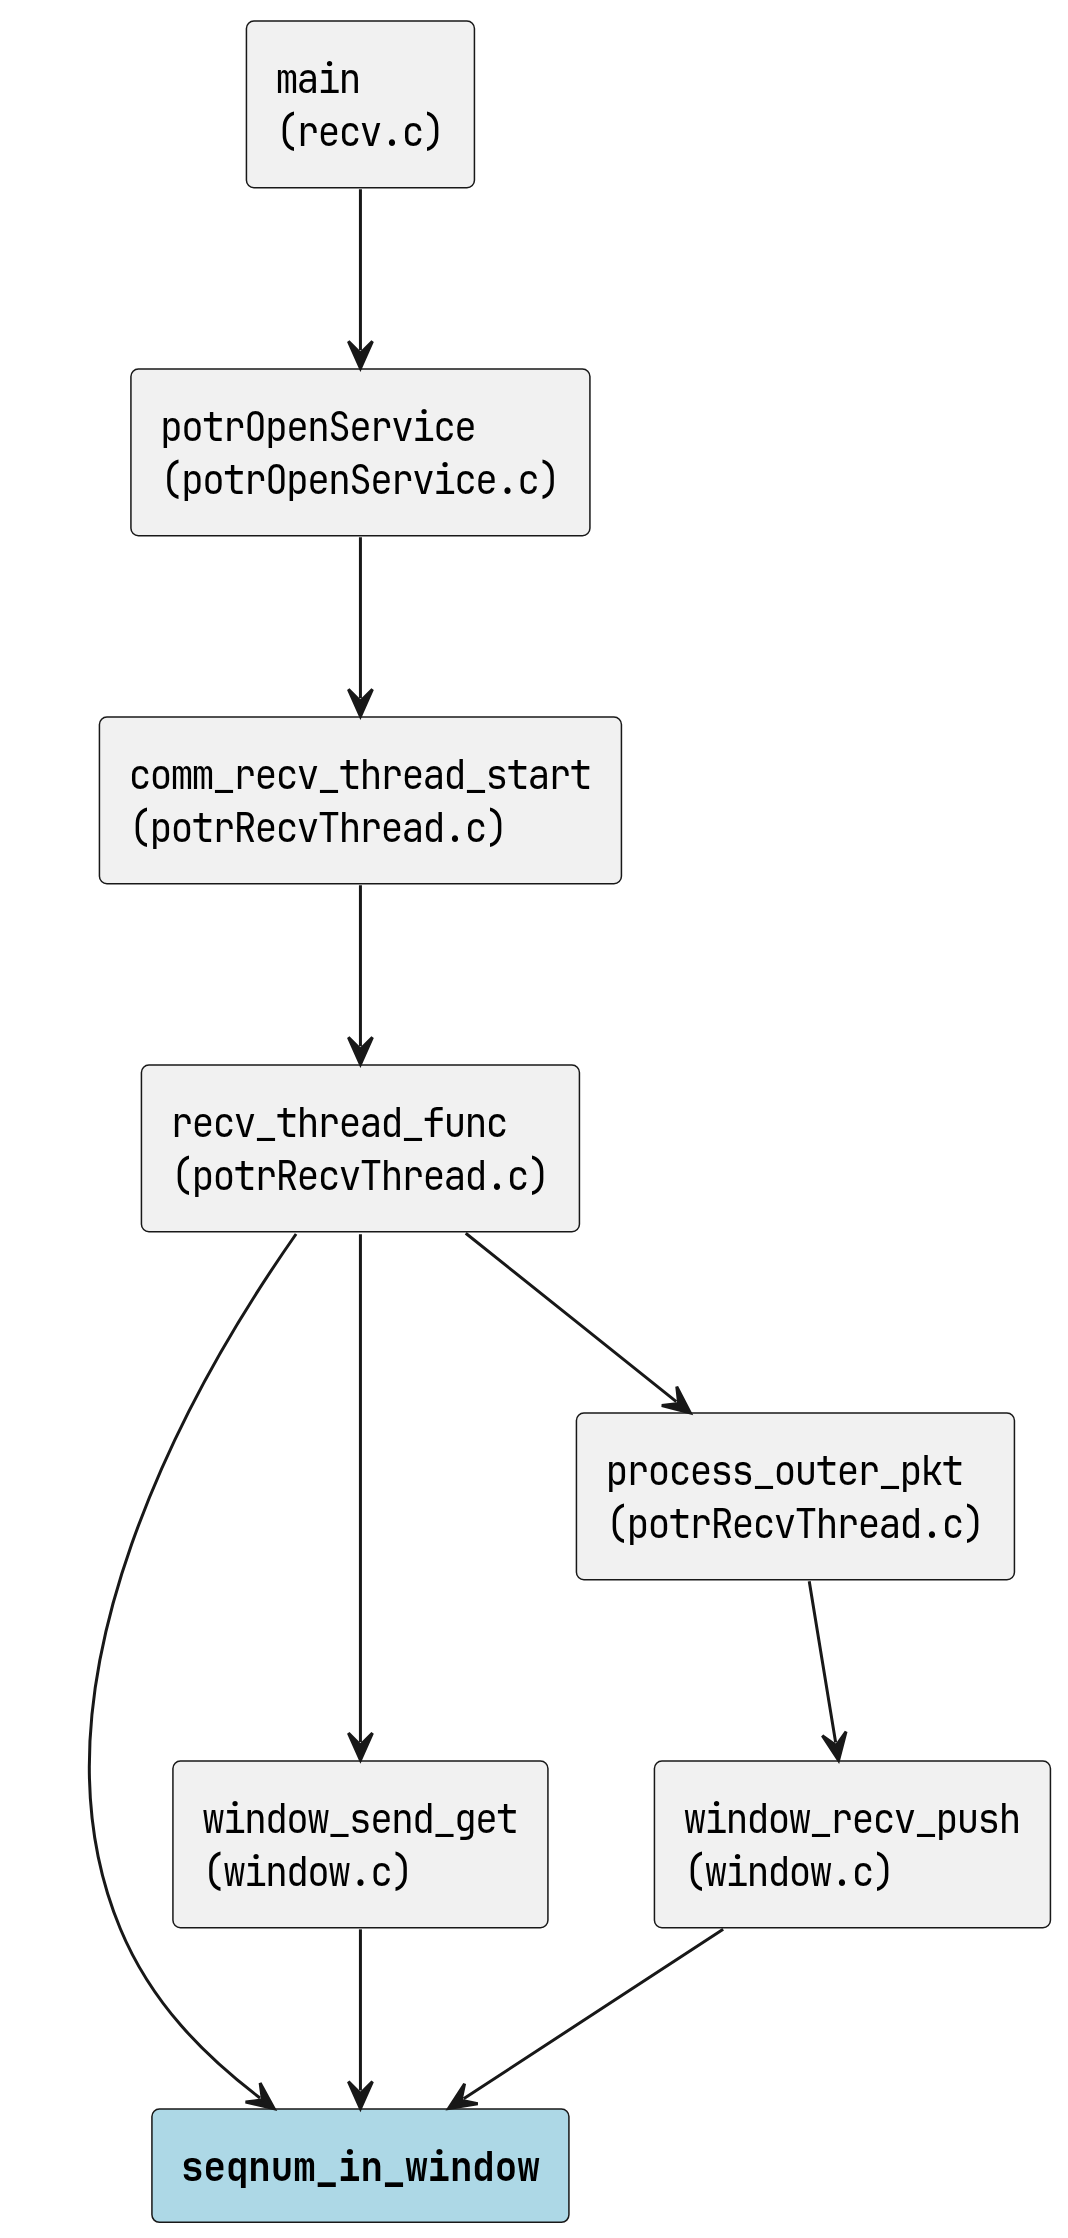 main
(recv.c)
potrOpenService
(potrOpenService.c)
comm_recv_thread_start
(potrRecvThread.c)
recv_thread_func
(potrRecvThread.c)
process_outer_pkt
(potrRecvThread.c)
window_send_get
(window.c)
window_recv_push
(window.c)
seqnum_in_window